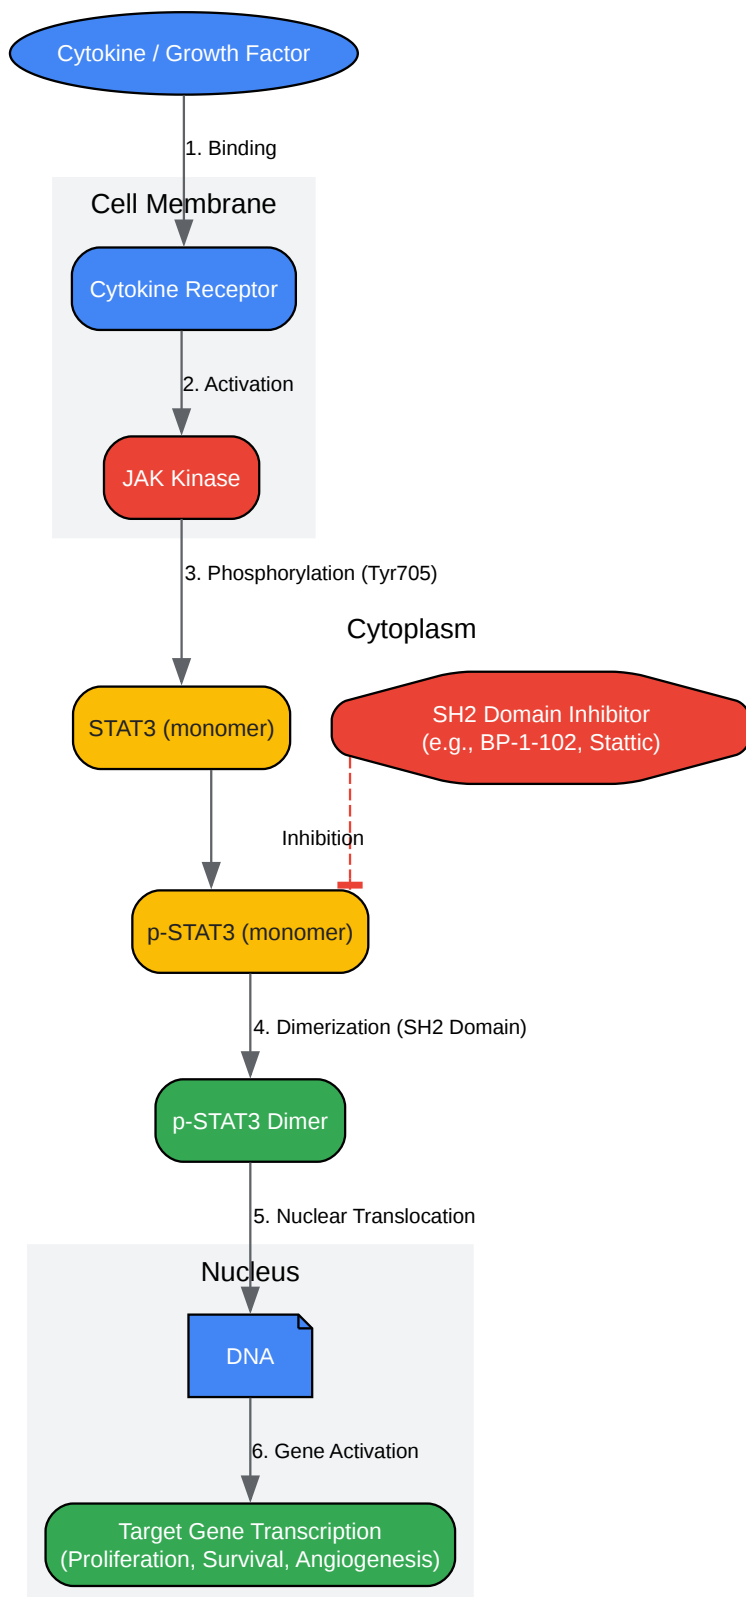 Cytokine / Growth Factor
1. Binding
Cell Membrane
Cytokine Receptor
2. Activation
JAK Kinase
3. Phosphorylation (Tyr705)
Cytoplasm
STAT3 (monomer)
SH2 Domain Inhibitor
(e.g., BP-1-102, Stattic)
Inhibition
p-STAT3 (monomer)
4. Dimerization (SH2 Domain)
p-STAT3 Dimer
5. Nuclear Translocation
Nucleus
DNA
6. Gene Activation
Target Gene Transcription
(Proliferation, Survival, Angiogenesis)